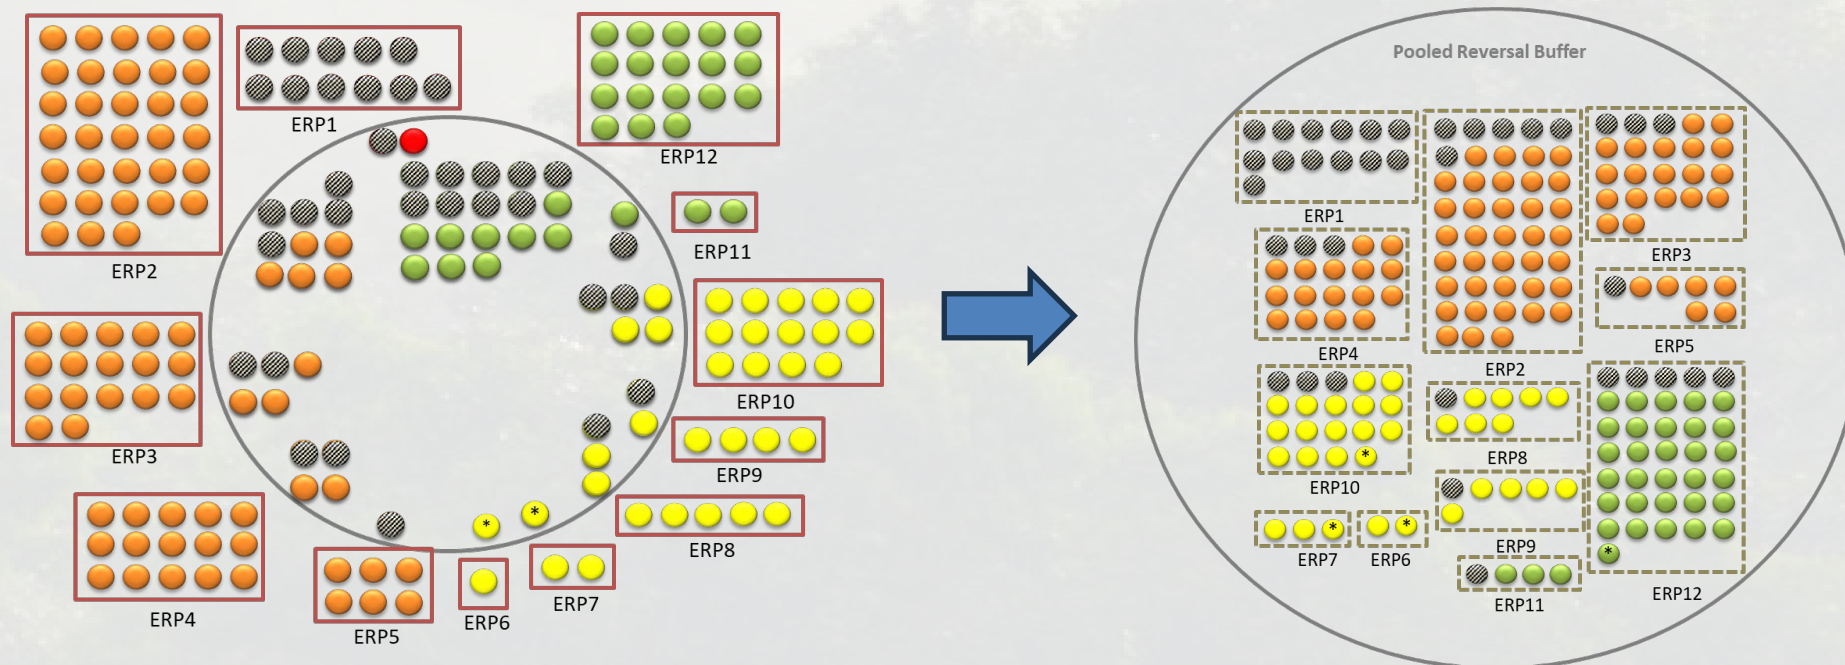 ERP1
ERP12
ERP2
ERP11
ERP10
ERP3
ERP9
ERP8
*
*
ERP4
ERP5
ERP6
ERP7
Pooled Reversal Buffer
ERP1
ERP3
ERP4
ERP5
ERP2
*
ERP10
ERP8
*
*
ERP7
ERP6
ERP9
*
ERP11
ERP12